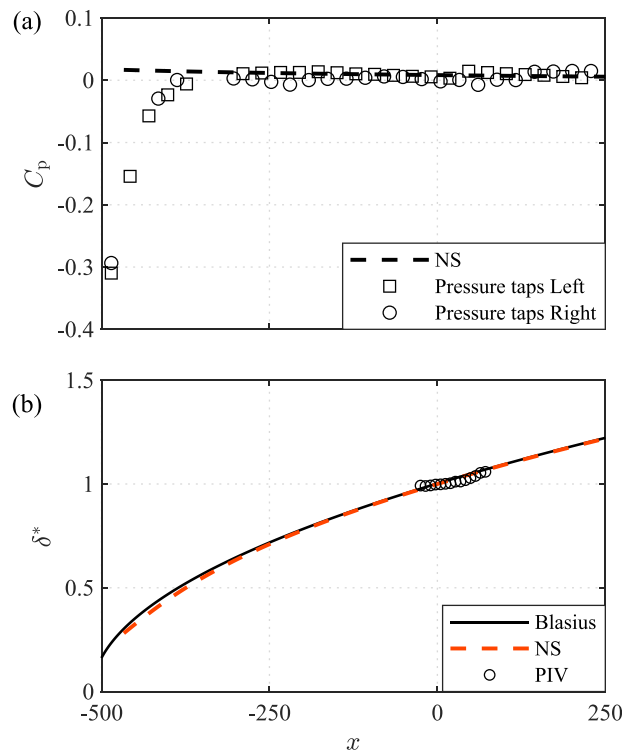 (a)
0.1
0
-0.1
-0.2
-0.3
-0.4
Cp
NS
Pressure taps Left
Pressure taps Right
(b)
1.5
1
0.5
0
δ*
Blasius
NS
PIV
-500
-250
0
250
x